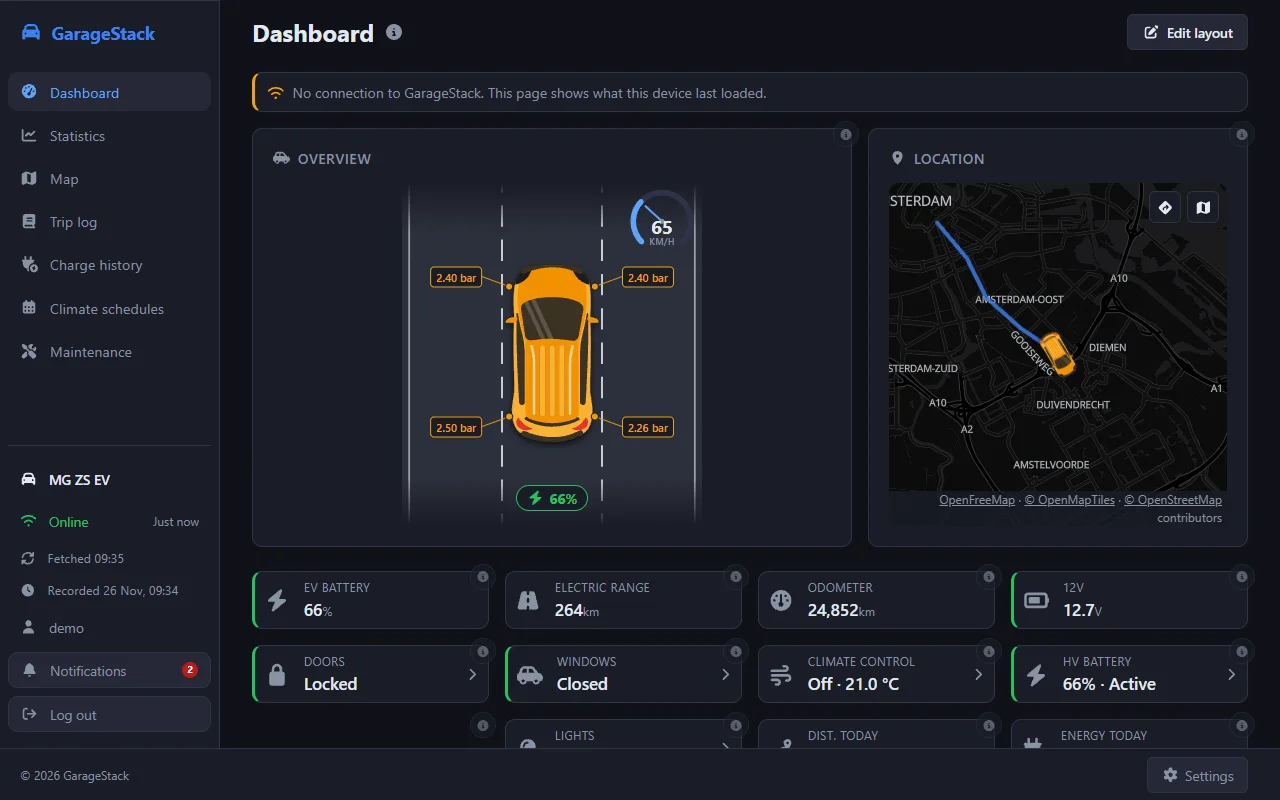 GarageStack
Dashboard
Statistics
Map
Trip log
Charge history
Climate schedules
Maintenance
MG ZS EV
Online
Just now
Fetched 09:35
Recorded 26 Nov, 09:34
demo
Notifications
2
Log out
Dashboard
Edit layout
No connection to GarageStack. This page shows what this device last loaded.
OVERVIEW
65
KM/H
2.40 bar
2.40 bar
2.50 bar
2.26 bar
66%
LOCATION
STERDAM
A10
AMSTERDAM-OOST
GOOISEWEG
DIEMEN
STERDAM-ZUID
A1
A10
DUIVENDRECHT
A2
AMSTELVOORDE
OpenFreeMap · © OpenMapTiles · © OpenStreetMap
contributors
EV BATTERY
66%
ELECTRIC RANGE
264km
ODOMETER
24,852km
12V
12.7V
DOORS
Locked
WINDOWS
Closed
CLIMATE CONTROL
Off · 21.0 °C
HV BATTERY
66% · Active
LIGHTS
DIST. TODAY
ENERGY TODAY
© 2026 GarageStack
Settings